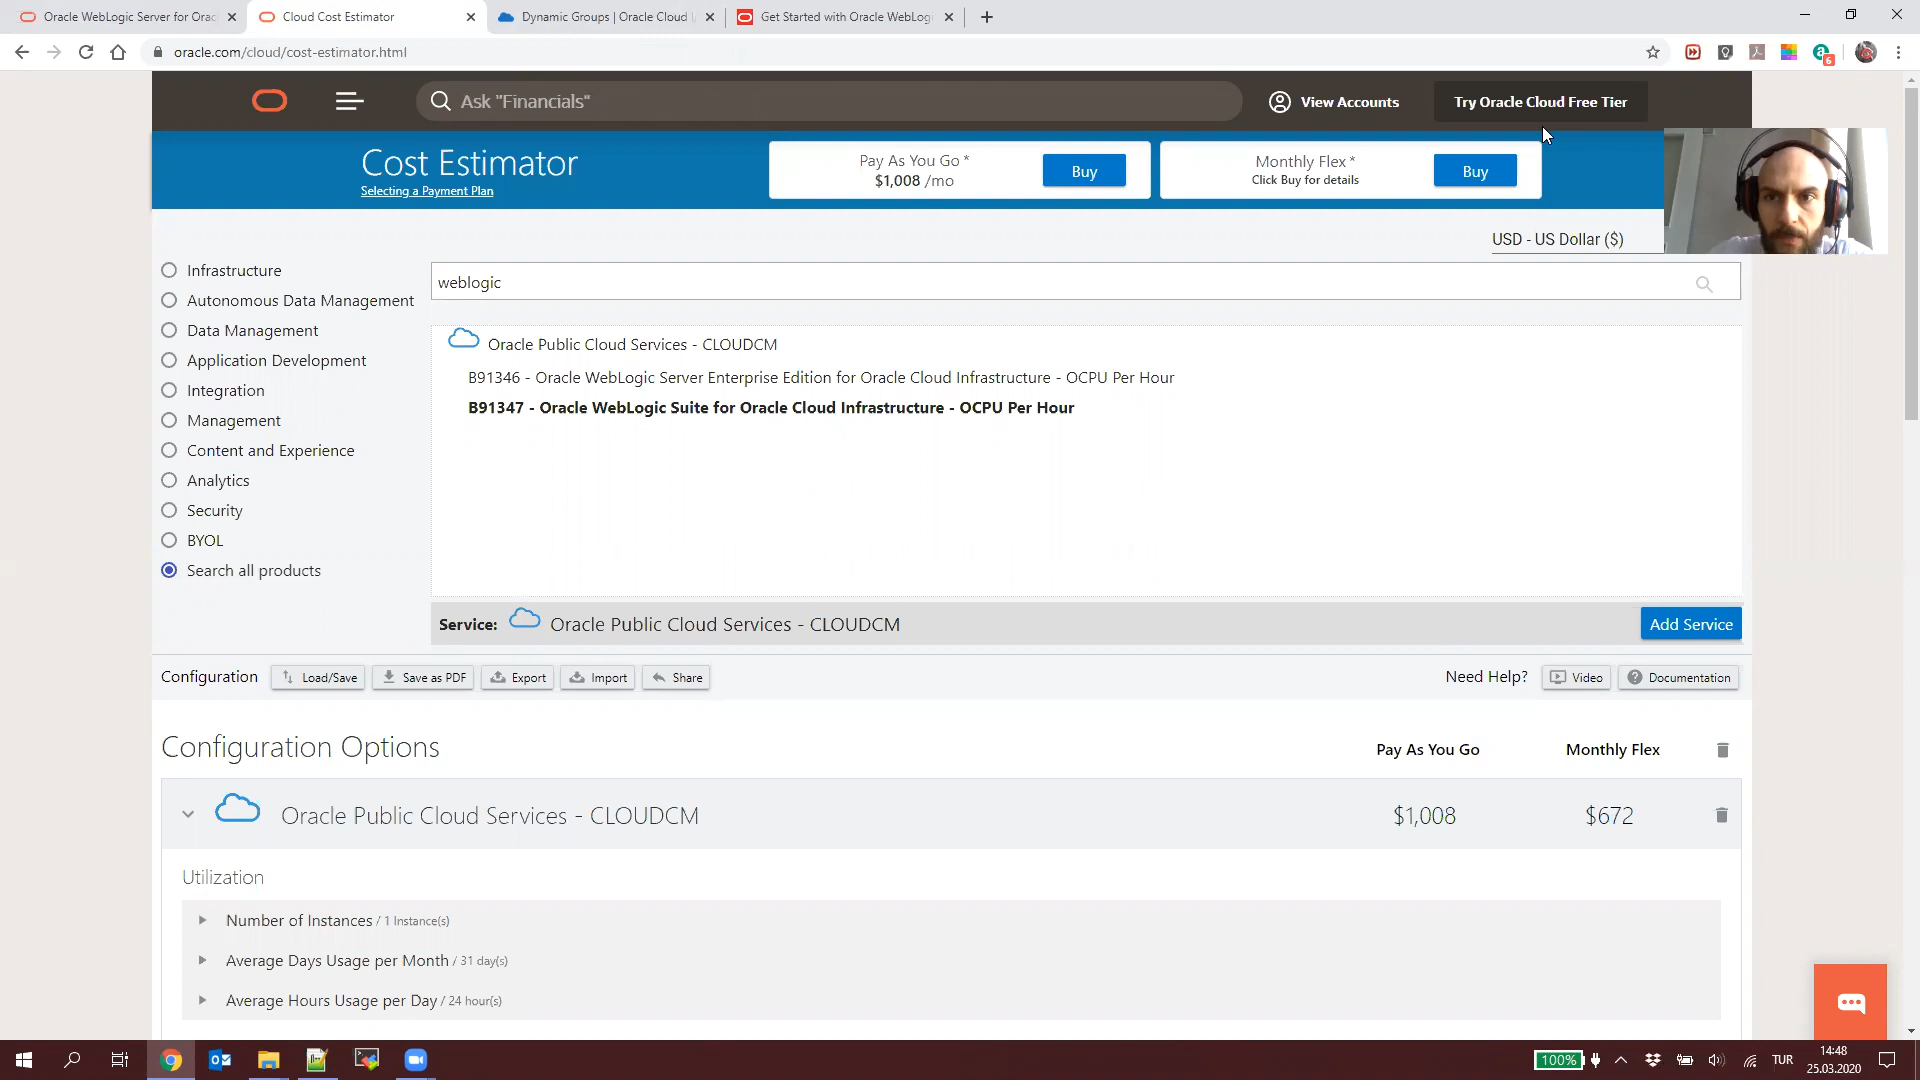 Oracle WebLogic Server for Orac
Cloud Cost Estimator
Dynamic Groups | Oracle Cloud I
Get Started with Oracle WebLogi
oracle.com/cloud/cost-estimator.html
6
Ask "Financials"
View Accounts
Try Oracle Cloud Free Tier
Cost Estimator
Selecting a Payment Plan
Pay As You Go *
$1,008 /mo
Buy
Monthly Flex *
Click Buy for details
Buy
USD - US Dollar ($)
Infrastructure
Autonomous Data Management
Data Management
Application Development
Integration
Management
Content and Experience
Analytics
Security
BYOL
Search all products
weblogic
Oracle Public Cloud Services - CLOUDCM
B91346 - Oracle WebLogic Server Enterprise Edition for Oracle Cloud Infrastructure - OCPU Per Hour
B91347 - Oracle WebLogic Suite for Oracle Cloud Infrastructure - OCPU Per Hour
Service: Oracle Public Cloud Services - CLOUDCM
Add Service
Configuration Load/Save Save as PDF Export Import Share
Need Help? Video Documentation
Configuration Options
Pay As You Go Monthly Flex
Oracle Public Cloud Services - CLOUDCM $1,008 $672
Utilization
Number of Instances / 1 Instance(s)
Average Days Usage per Month / 31 day(s)
Average Hours Usage per Day / 24 hour(s)
100%
TUR
14:48
25.03.2020